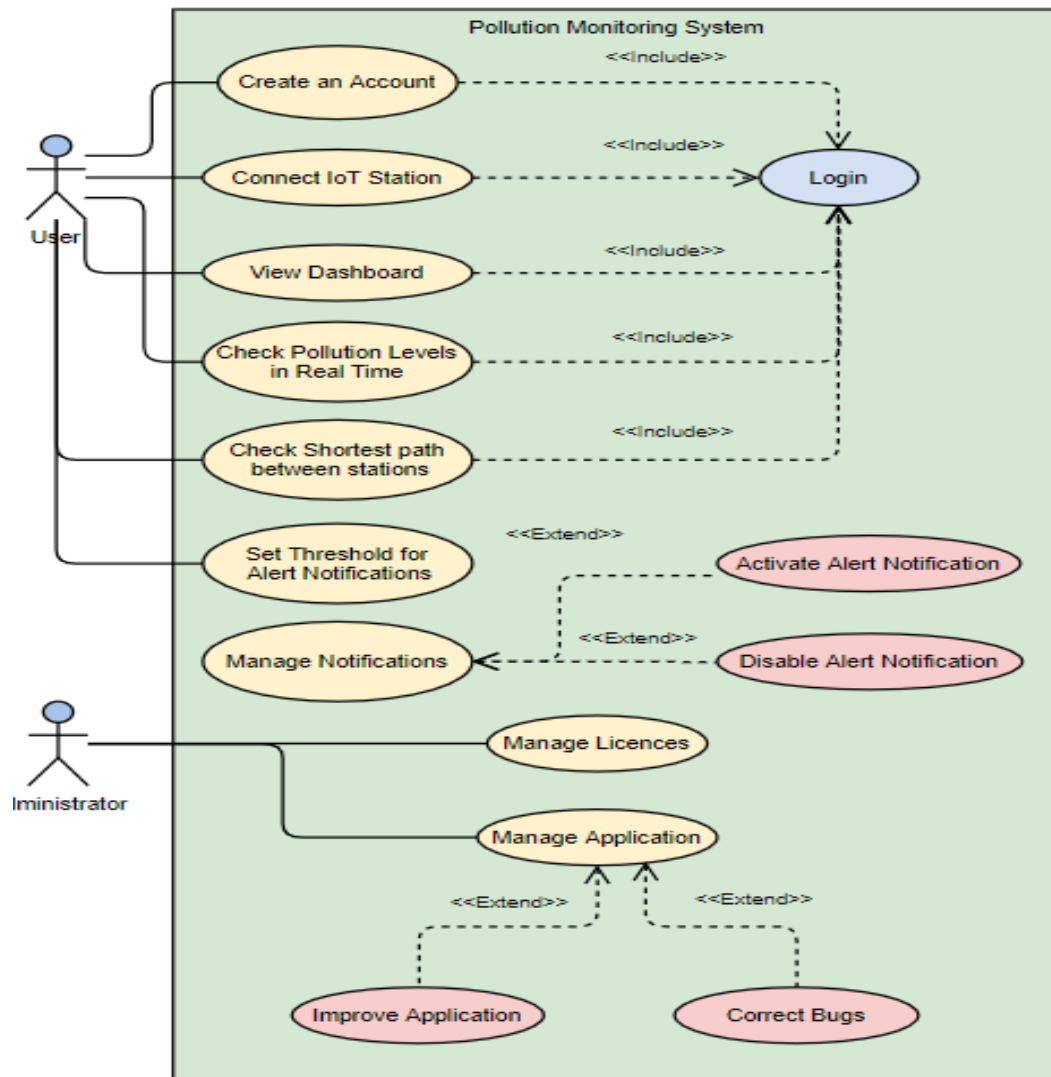 Pollution Monitoring System
<<Include>>
Create an Account
<<Include>>
Connect IoT Station
Login
User
<<Include>>
View Dashboard
<<Include>>
Check Pollution Levels
in Real Time
<<Include>>
Check Shortest path
between stations
<<Extend>>
Set Threshold for
Alert Notifications
Activate Alert Notification
<<Extend>>
Manage Notifications
Disable Alert Notification
Manage Licences
lministrator
Manage Application
<<Extend>>
<<Extend>>
Improve Application
Correct Bugs